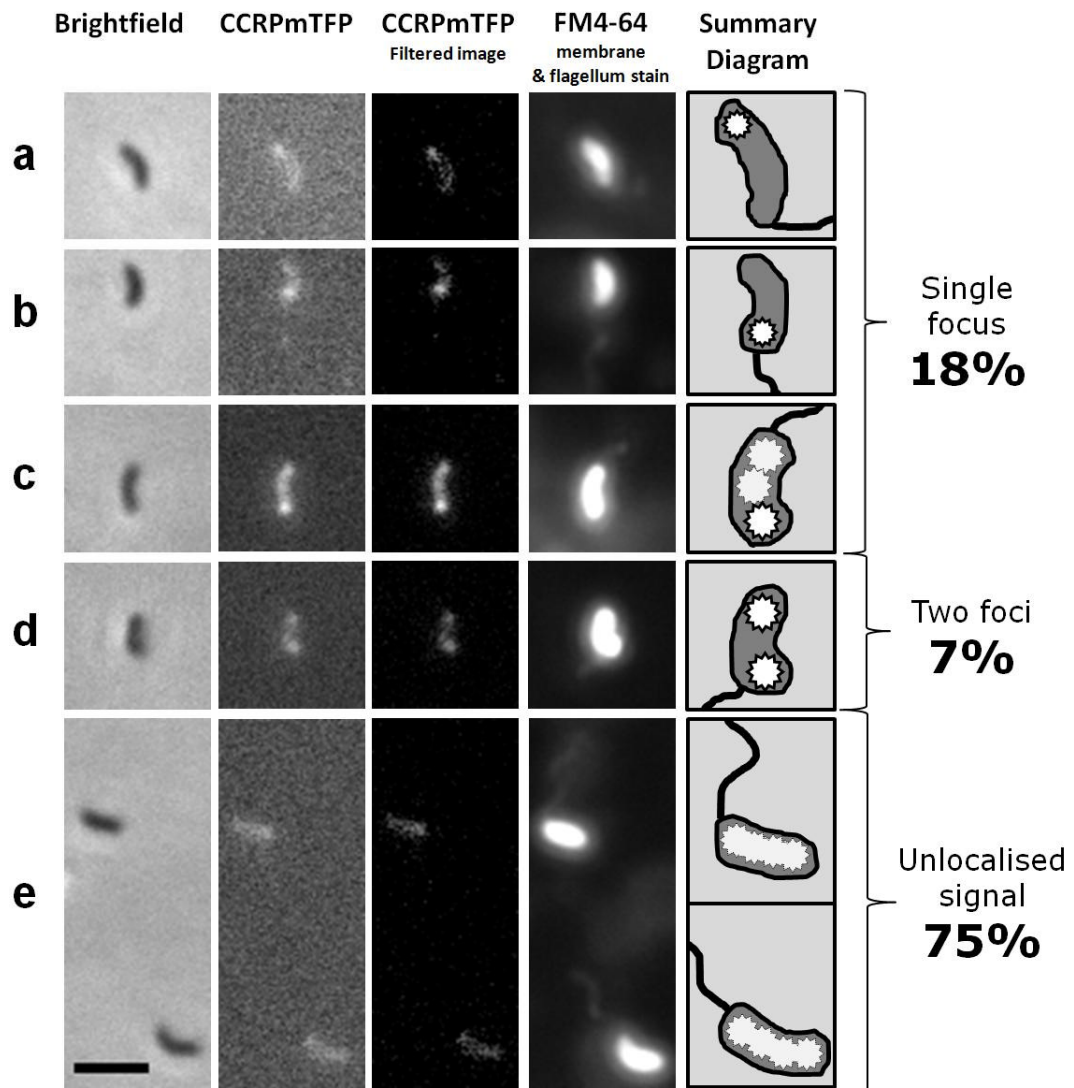 Brightfield
CCRPmTFP
CCRPmTFP
Filtered image
FM4-64
membrane
& flagellum stain
Summary
Diagram
a
b
c
d
e
Single
focus
18%
Two foci
7%
Unlocalised
signal
75%